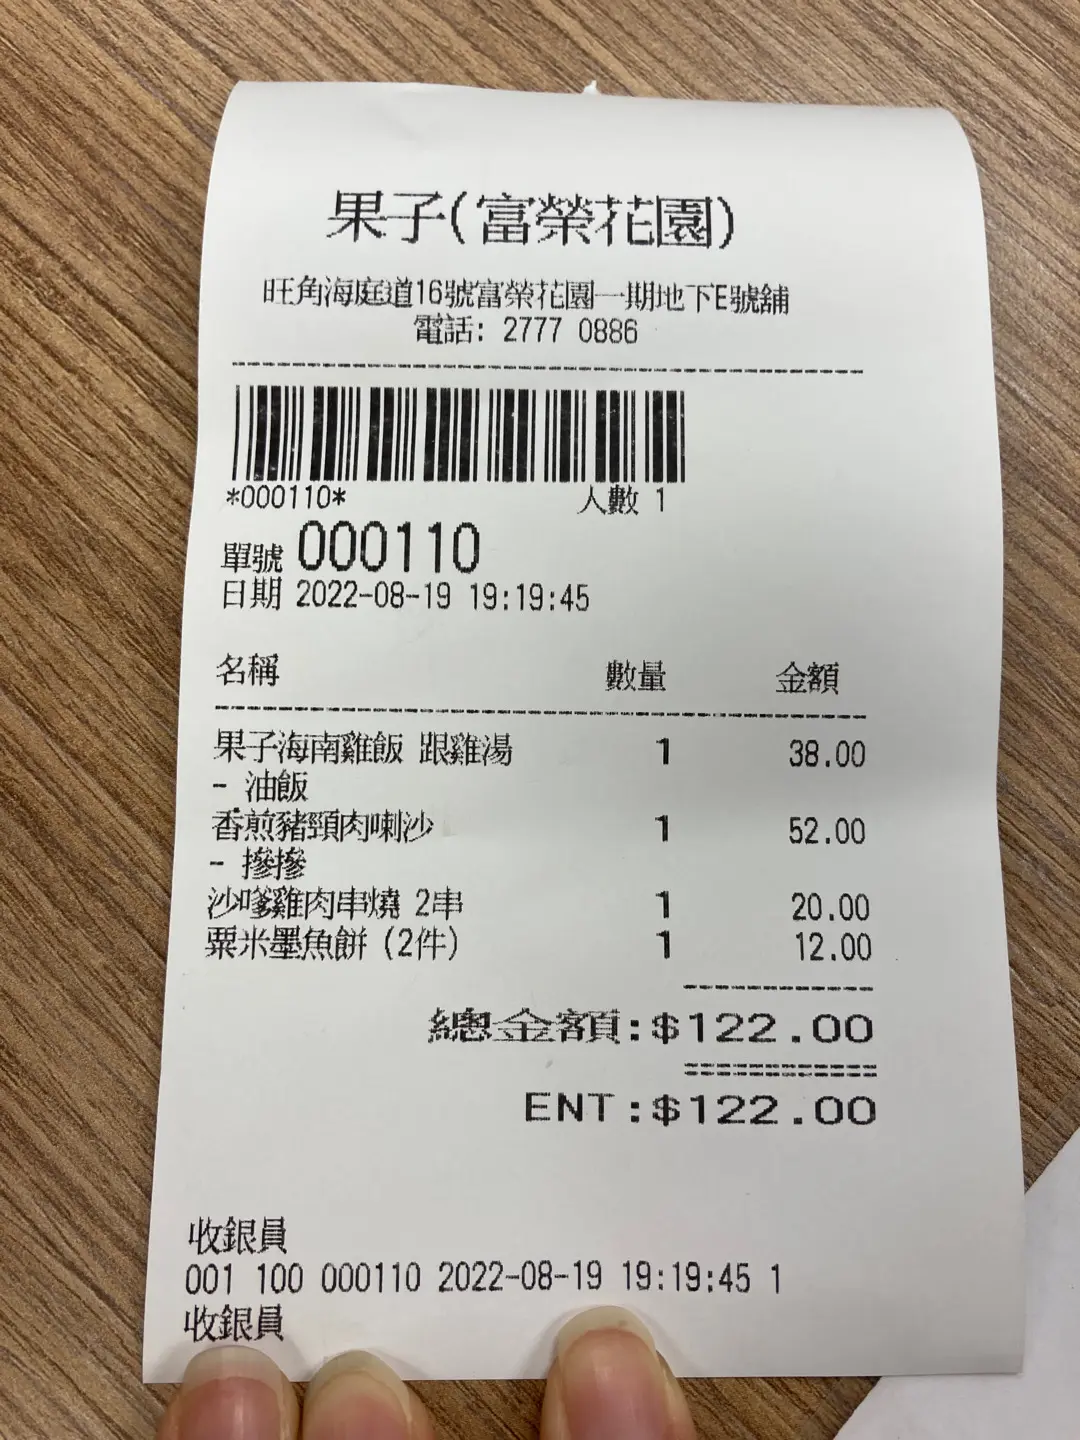 果子(富榮花園)
旺角海庭道16號富榮花園一期地下E號舖
電話: 2777 0886
*000110* 人數 1
單號 000110
日期 2022-08-19 19:19:45
名稱 數量 金額
果子海南雞飯 跟雞湯 1 38.00
- 油飯
香煎豬頸肉喇沙 1 52.00
- 摻摻
沙嗲雞肉串燒 2串 1 20.00
粟米墨魚餅 (2件) 1 12.00
總金額:$122.00
ENT:$122.00
收銀員
001 100 000110 2022-08-19 19:19:45 1
收銀員